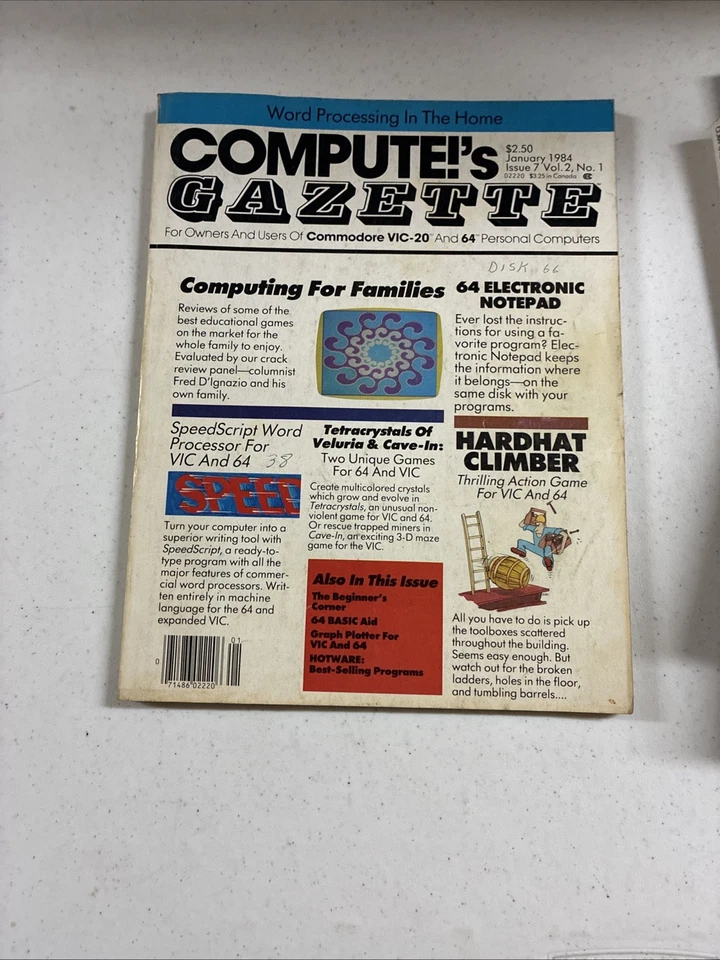 Word Processing In The Home
COMPUTE!'s
$2.50
January 1984
Issue 7 Vol. 2, No. 1
02220 $3.25 in Canada
GAZETTE
For Owners And Users Of Commodore VIC-20™ And 64™ Personal Computers
DISK 66
Computing For Families
Reviews of some of the
best educational games
on the market for the
whole family to enjoy.
Evaluated by our crack
review panel—columnist
Fred D'Ignazio and his
own family.
64 ELECTRONIC
NOTEPAD
Ever lost the instruc-
tions for using a fa-
vorite program? Elec-
tronic Notepad keeps
the information where
it belongs—on the
same disk with your
programs.
SpeedScript Word
Processor For
VIC And 64 38
SPEED
Turn your computer into a
superior writing tool with
SpeedScript, a ready-to-
type program with all the
major features of commer-
cial word processors. Writ-
ten entirely in machine
language for the 64 and
expanded VIC.
Tetracrystals Of
Veluria & Cave-In:
Two Unique Games
For 64 And VIC
Create multicolored crystals
which grow and evolve in
Tetracrystals, an unusual non-
violent game for VIC and 64.
Or rescue trapped miners in
Cave-In, an exciting 3-D maze
game for the VIC.
Also In This Issue
The Beginner's
Corner
64 BASIC Aid
Graph Plotter For
VIC And 64
HOTWARE:
Best-Selling Programs
HARDHAT
CLIMBER
Thrilling Action Game
For VIC And 64
All you have to do is pick up
the toolboxes scattered
throughout the building.
Seems easy enough. But
watch out for the broken
ladders, holes in the floor,
and tumbling barrels....
01
0
71486 02220